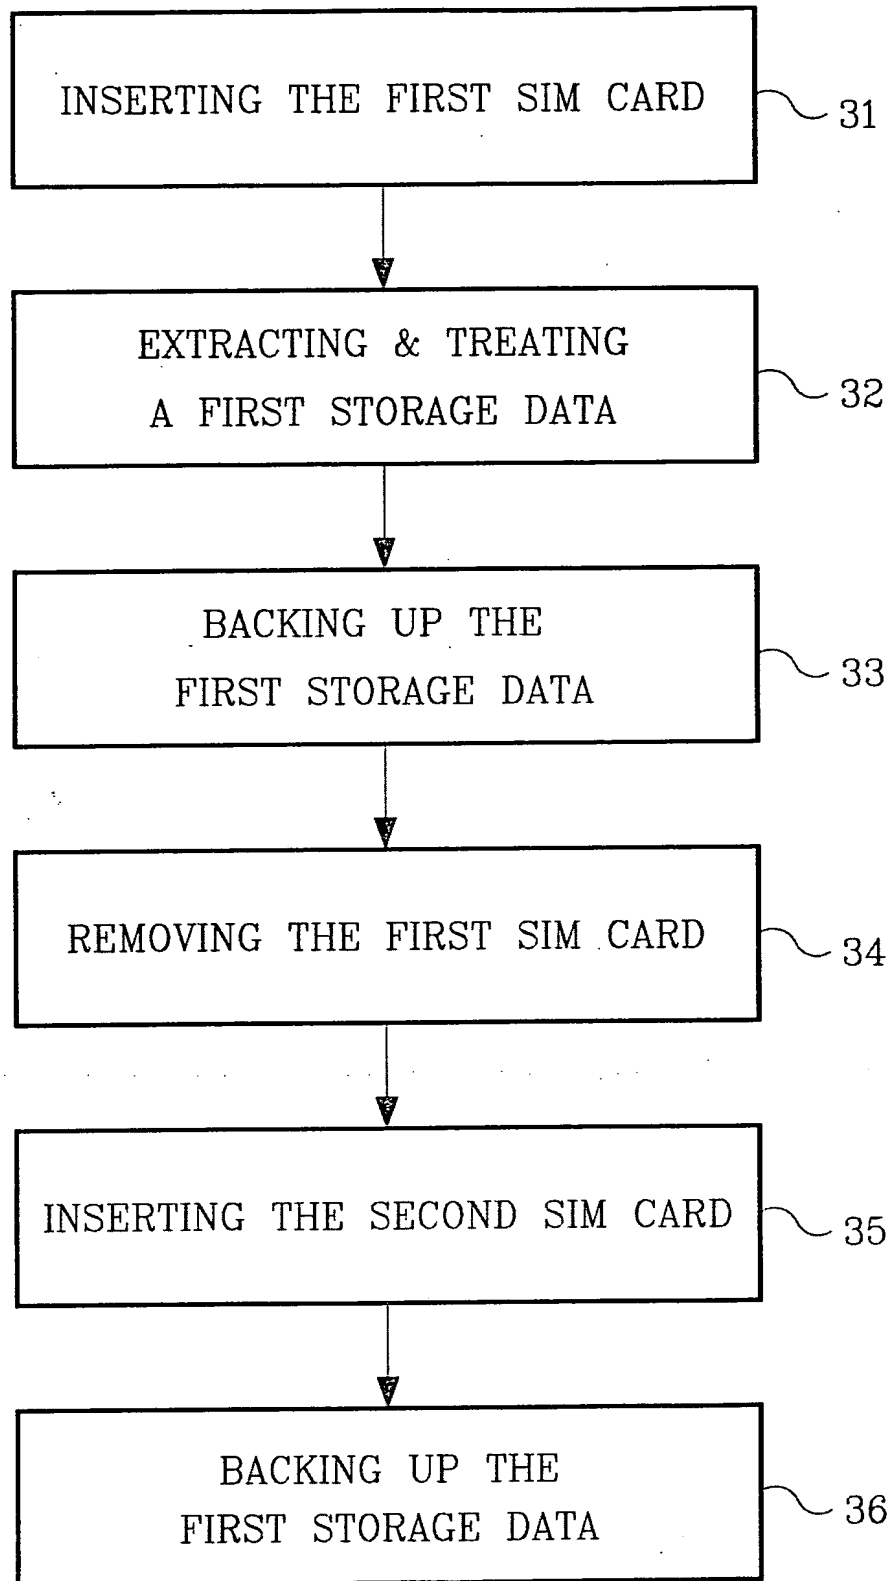 INSERTING THE FIRST SIM CARD
31
EXTRACTING & TREATING
A FIRST STORAGE DATA
32
BACKING UP THE
FIRST STORAGE DATA
33
REMOVING THE FIRST SIM CARD
34
INSERTING THE SECOND SIM CARD
35
BACKING UP THE
FIRST STORAGE DATA
36